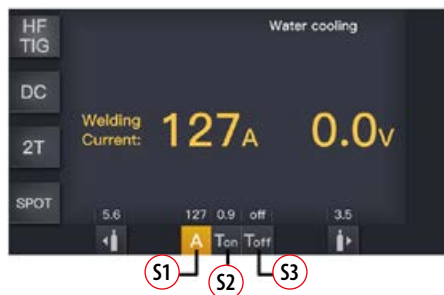 HF
TIG
Water cooling
DC
Welding
Current:
127A
0.0V
2T
SPOT
5.6
127
0.9
off
3.5
A
Ton
Toff
S1
S2
S3